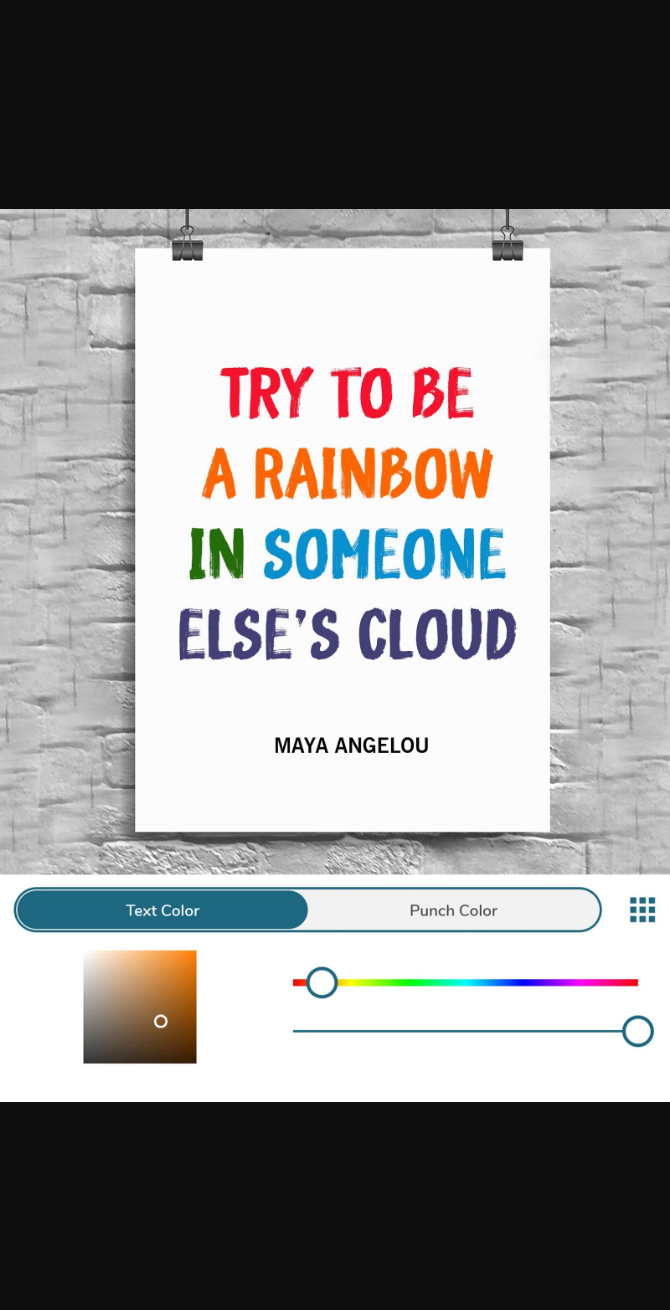 TRY TO BE
A RAINBOW
IN SOMEONE
ELSE'S CLOUD
MAYA ANGELOU
Text Color
Punch Color